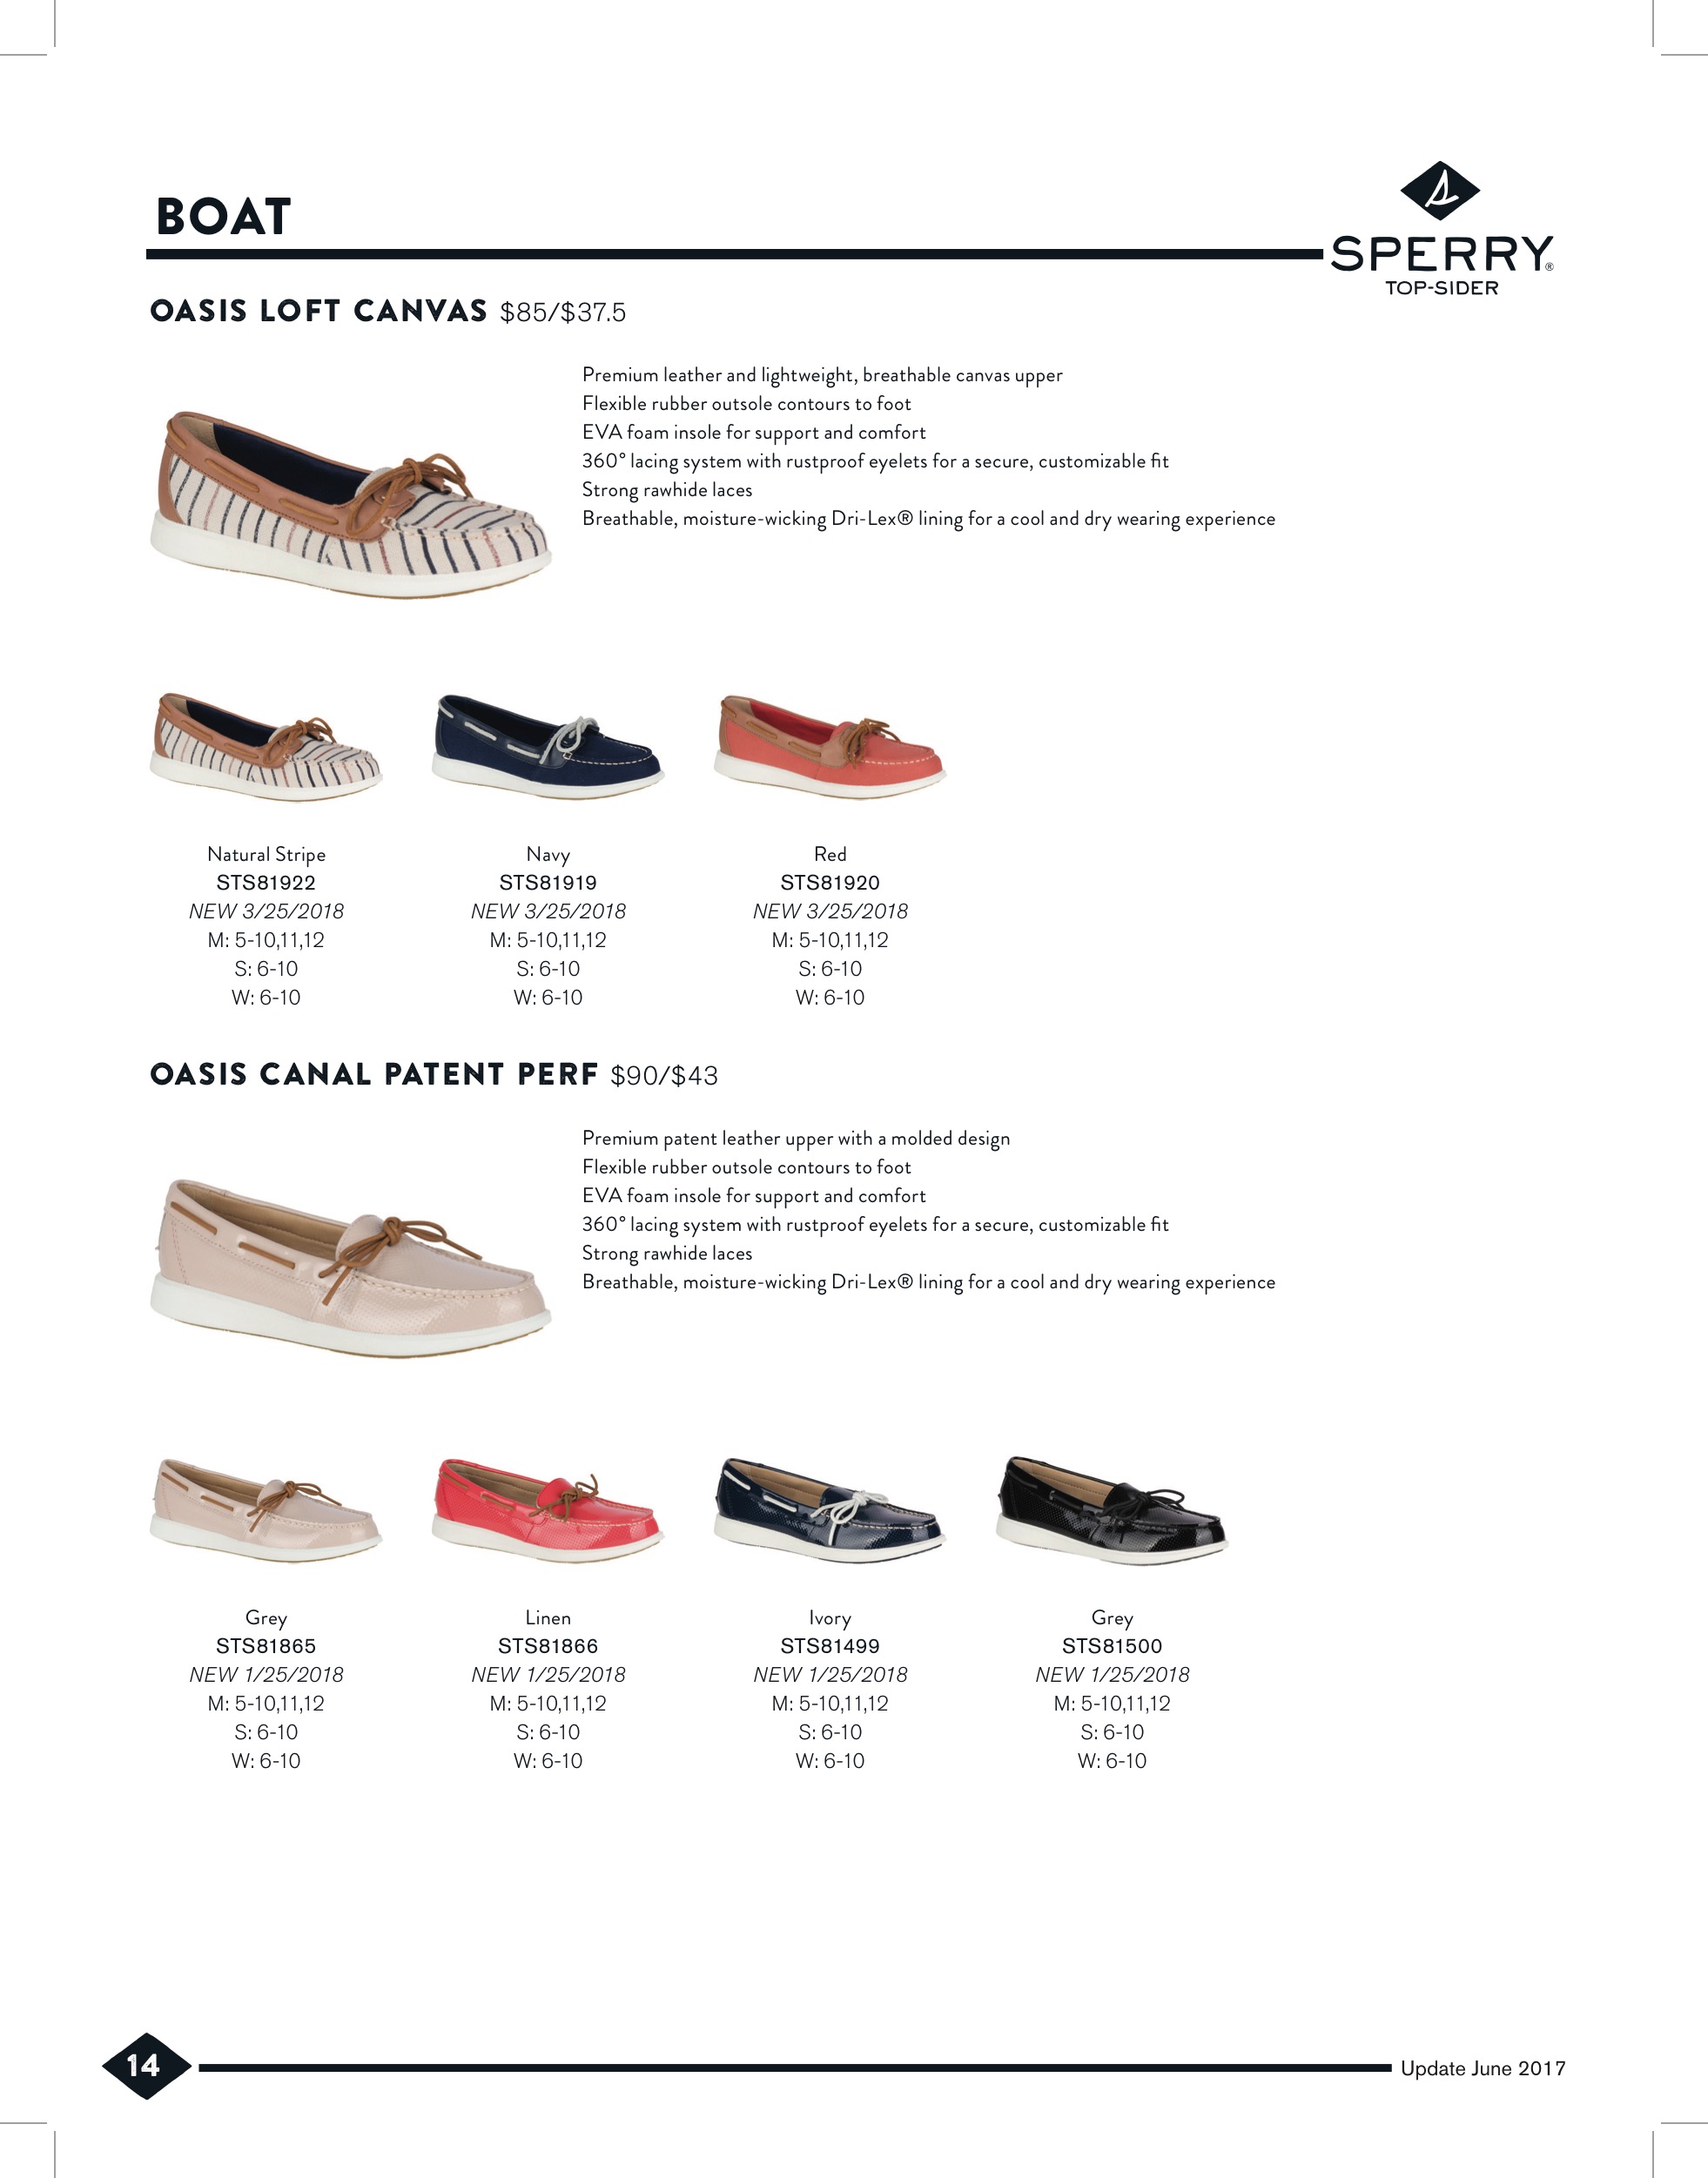 BOAT
SPERRY®
TOP-SIDER
OASIS LOFT CANVAS $85/$37.5
Premium leather and lightweight, breathable canvas upper
Flexible rubber outsole contours to foot
EVA foam insole for support and comfort
360° lacing system with rustproof eyelets for a secure, customizable fit
Strong rawhide laces
Breathable, moisture-wicking Dri-Lex® lining for a cool and dry wearing experience
Natural Stripe
STS81922
NEW 3/25/2018
M: 5-10,11,12
S: 6-10
W: 6-10
Navy
STS81919
NEW 3/25/2018
M: 5-10,11,12
S: 6-10
W: 6-10
Red
STS81920
NEW 3/25/2018
M: 5-10,11,12
S: 6-10
W: 6-10
OASIS CANAL PATENT PERF $90/$43
Premium patent leather upper with a molded design
Flexible rubber outsole contours to foot
EVA foam insole for support and comfort
360° lacing system with rustproof eyelets for a secure, customizable fit
Strong rawhide laces
Breathable, moisture-wicking Dri-Lex® lining for a cool and dry wearing experience
Grey
STS81865
NEW 1/25/2018
M: 5-10,11,12
S: 6-10
W: 6-10
Linen
STS81866
NEW 1/25/2018
M: 5-10,11,12
S: 6-10
W: 6-10
Ivory
STS81499
NEW 1/25/2018
M: 5-10,11,12
S: 6-10
W: 6-10
Grey
STS81500
NEW 1/25/2018
M: 5-10,11,12
S: 6-10
W: 6-10
14
Update June 2017